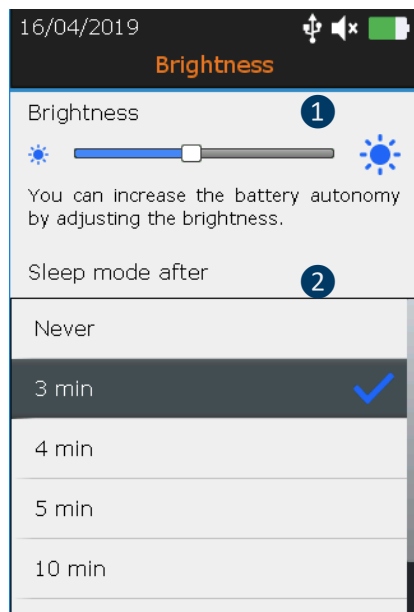 16/04/2019
Brightness
Brightness
1
You can increase the battery autonomy
by adjusting the brightness.
Sleep mode after
2
Never
3 min
4 min
5 min
10 min